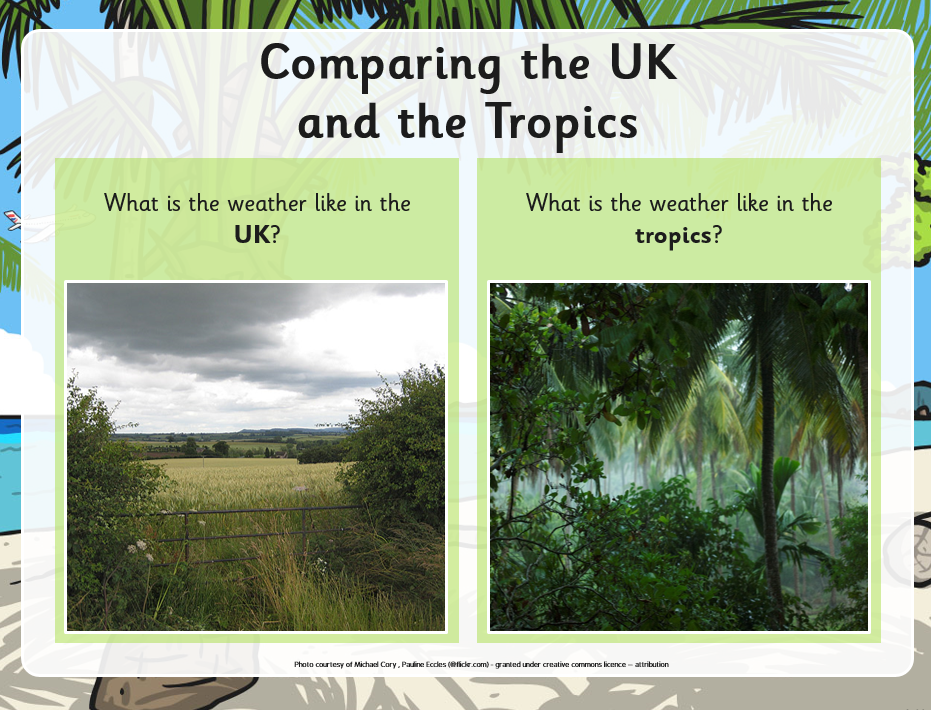 Comparing the UK
and the Tropics
What is the weather like in the
UK?
What is the weather like in the
tropics?
Photo courtesy of Michael Cory , Pauline Eccles (@flickr.com) - granted under creative commons licence – attribution